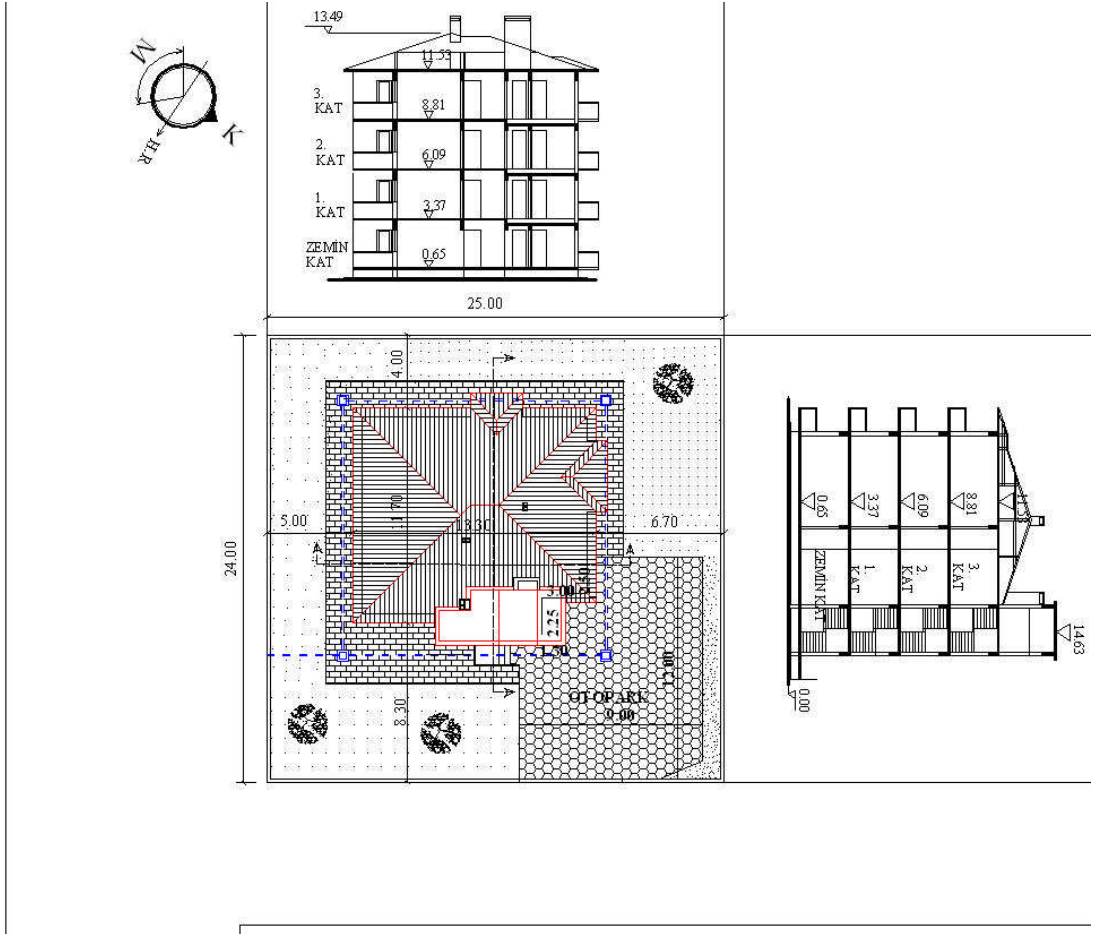 13.49
11.53
3.
KAT
8.81
2.
KAT
6.09
1.
KAT
3.37
ZEMİN
KAT
0.65
M
K
H.R
25.00
24.00
4.00
A
5.00
11.70
13.30
6.70
A
A
3.00
2.25
1.50
12.00
OTOPARK
9.00
8.30
A
0.65
3.37
6.09
8.81
ZEMİN KAT
1.
KAT
2.
KAT
3.
KAT
14.63
0.00